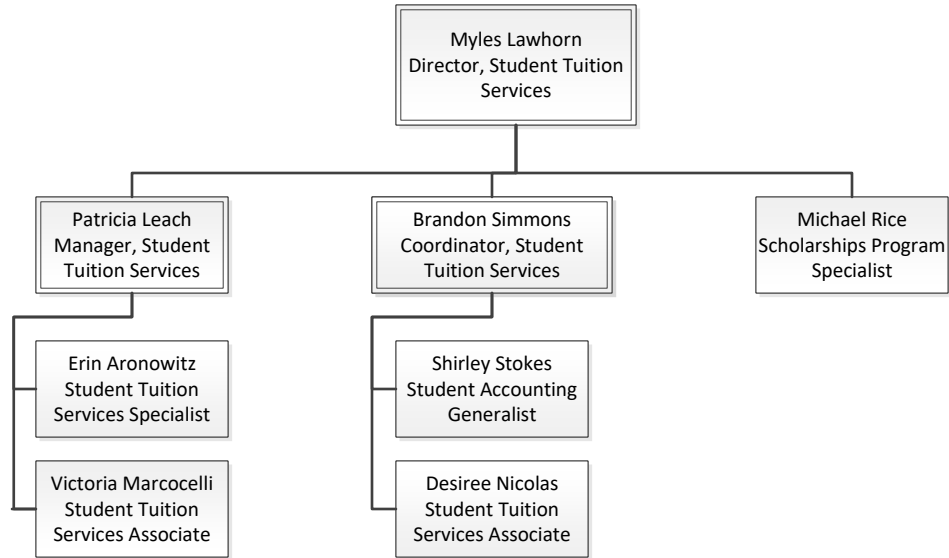 Myles Lawhorn
Director, Student Tuition
Services
Patricia Leach
Manager, Student
Tuition Services
Brandon Simmons
Coordinator, Student
Tuition Services
Michael Rice
Scholarships Program
Specialist
Erin Aronowitz
Student Tuition
Services Specialist
Shirley Stokes
Student Accounting
Generalist
Victoria Marcocelli
Student Tuition
Services Associate
Desiree Nicolas
Student Tuition
Services Associate